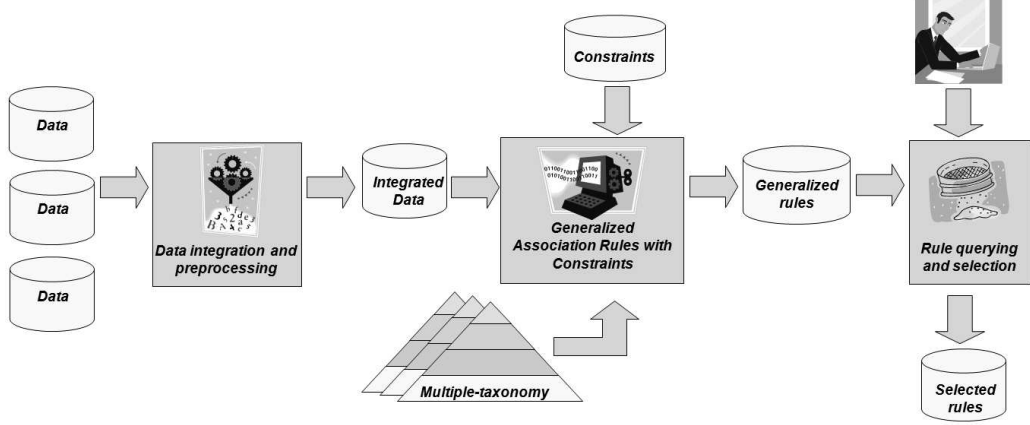 Constraints
Data
Data
Data
Data integration and
preprocessing
Integrated
Data
Generalized
Association Rules with
Constraints
Generalized
rules
Rule querying
and selection
Multiple-taxonomy
Selected
rules